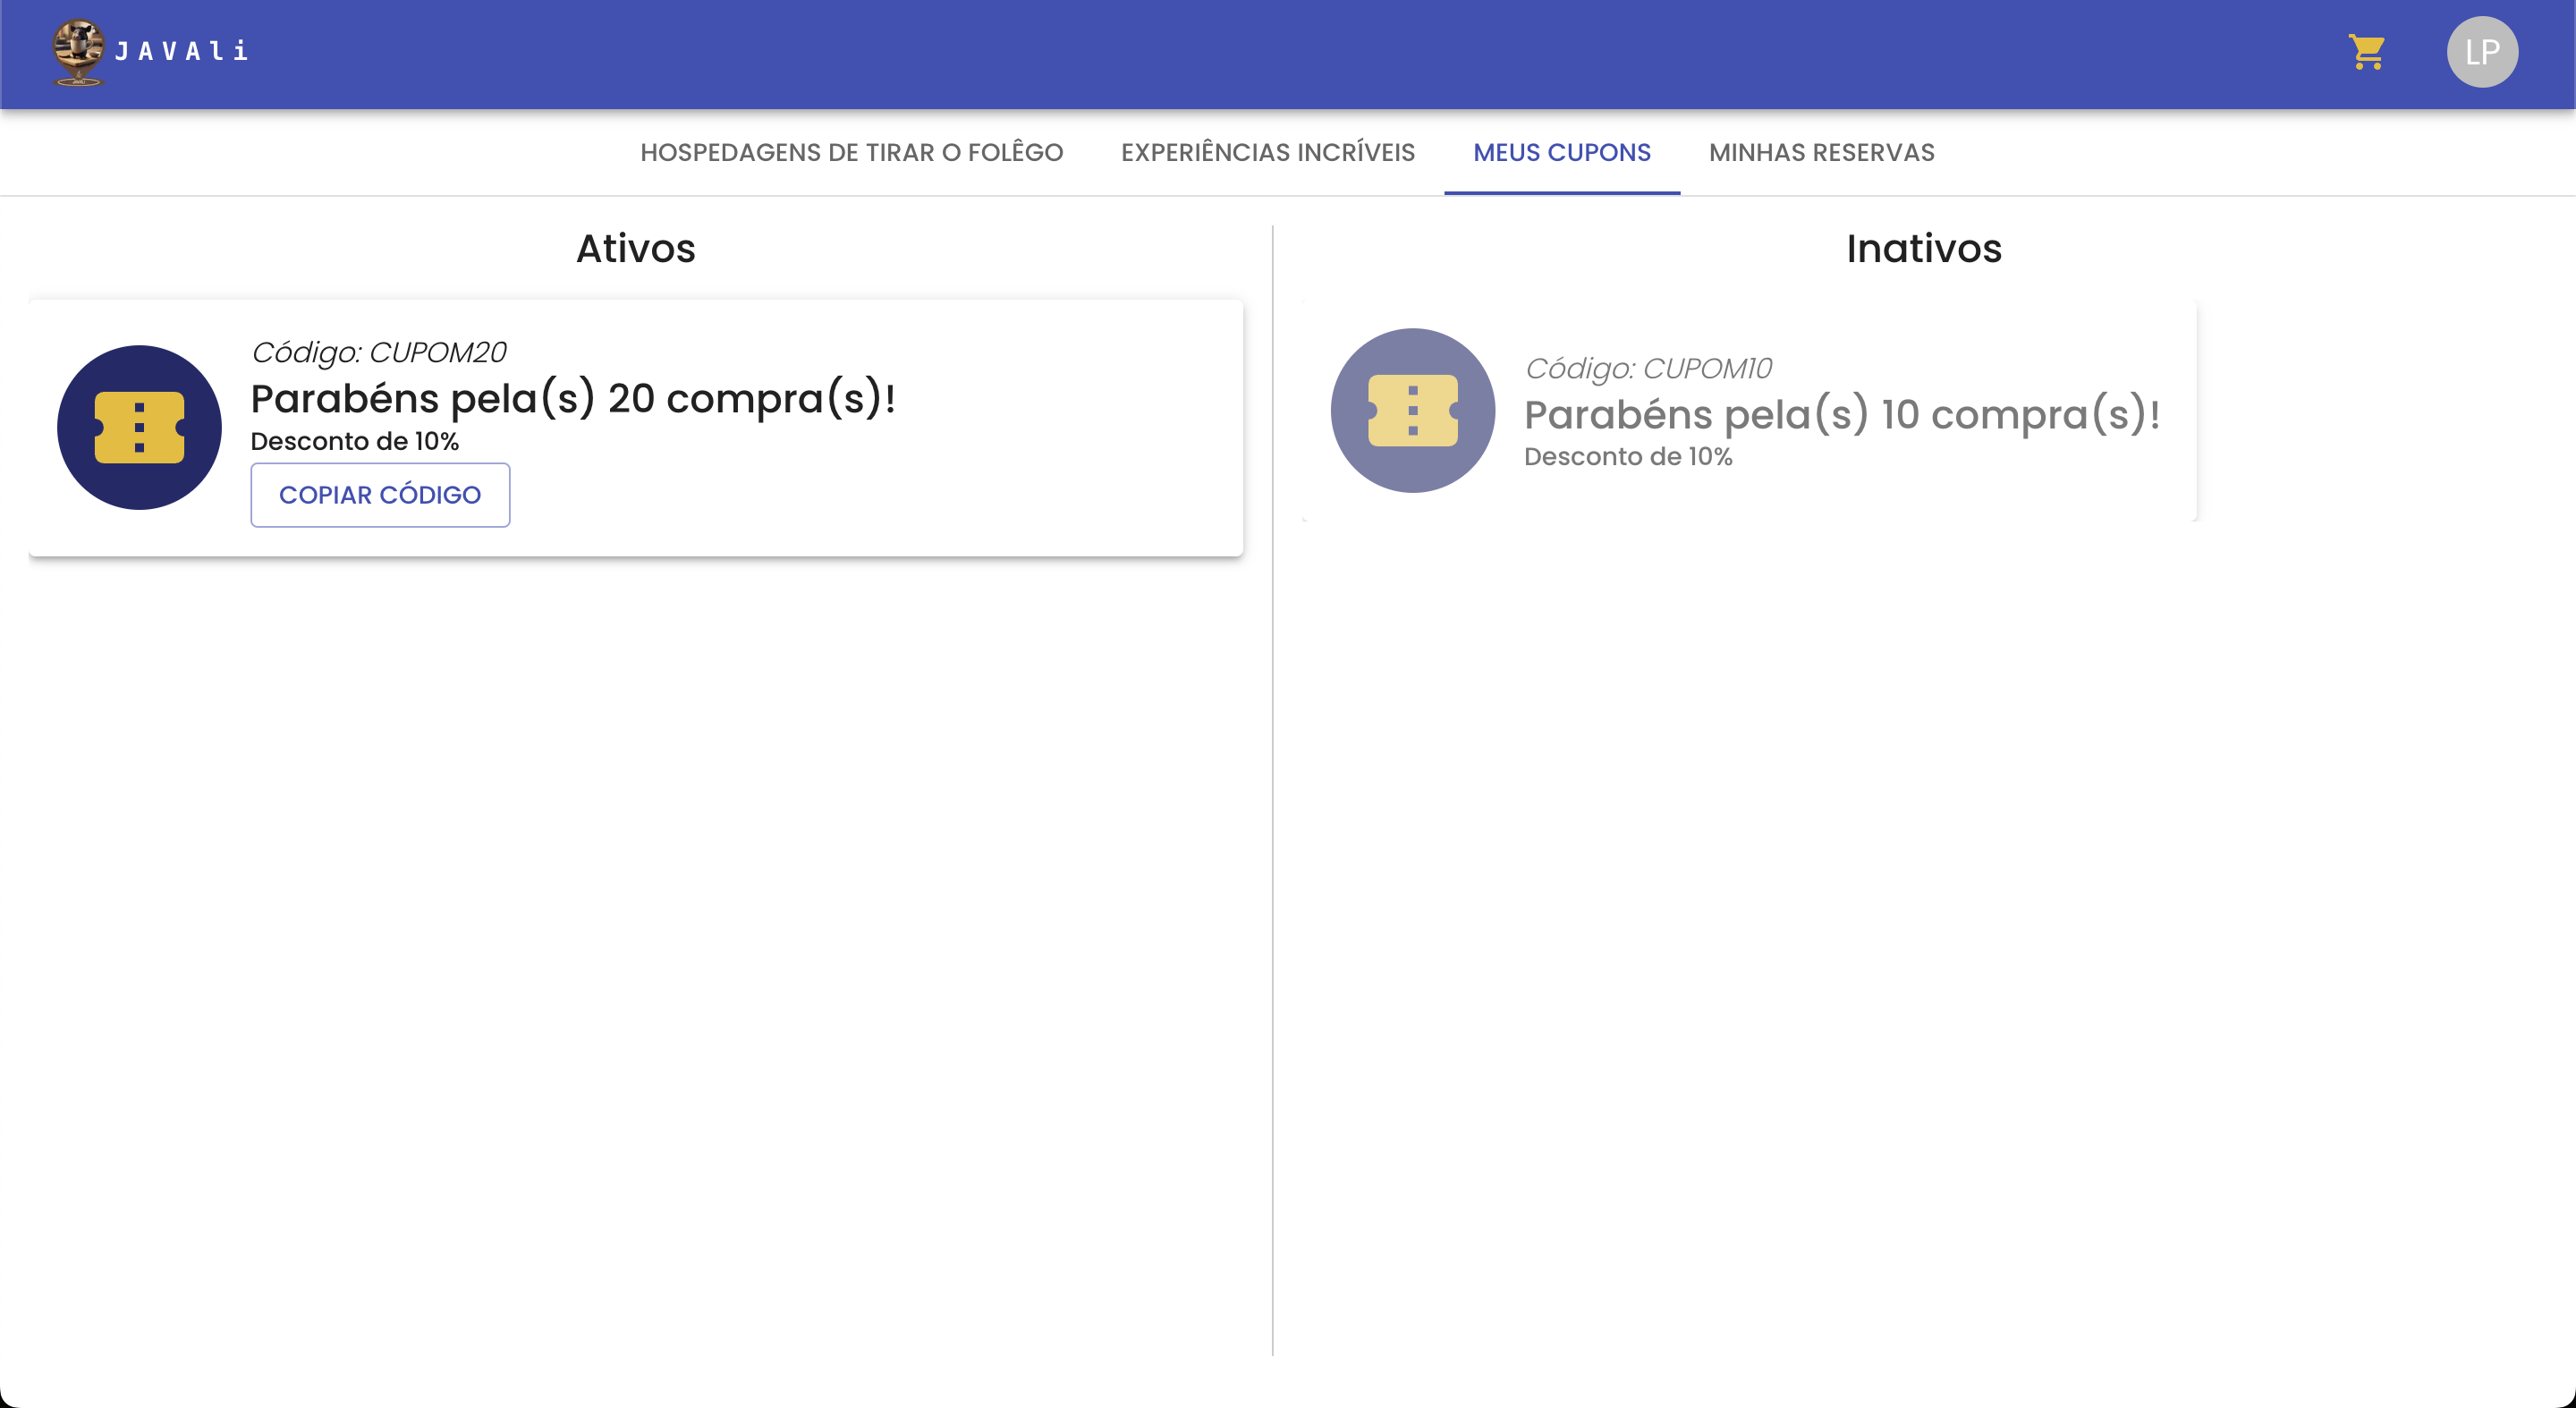 JAVAli
LP
HOSPEDAGENS DE TIRAR O FOLÊGO
EXPERIÊNCIAS INCRÍVEIS
MEUS CUPONS
MINHAS RESERVAS
Ativos
Código: CUPOM20
Parabéns pela(s) 20 compra(s)!
Desconto de 10%
COPIAR CÓDIGO
Inativos
Código: CUPOM10
Parabéns pela(s) 10 compra(s)!
Desconto de 10%